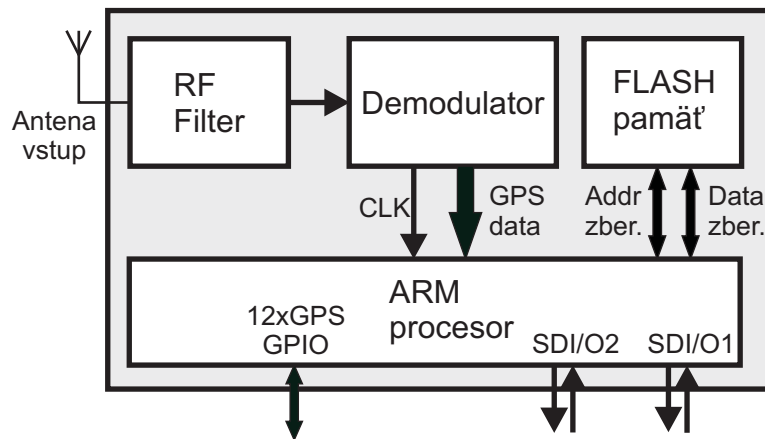 RF
Filter
Demodulator
FLASH
pamäť
Antena
vstup
CLK
GPS
data
Addr
zber.
Data
zber.
ARM
procesor
12xGPS
GPIO
SDI/O2
SDI/O1